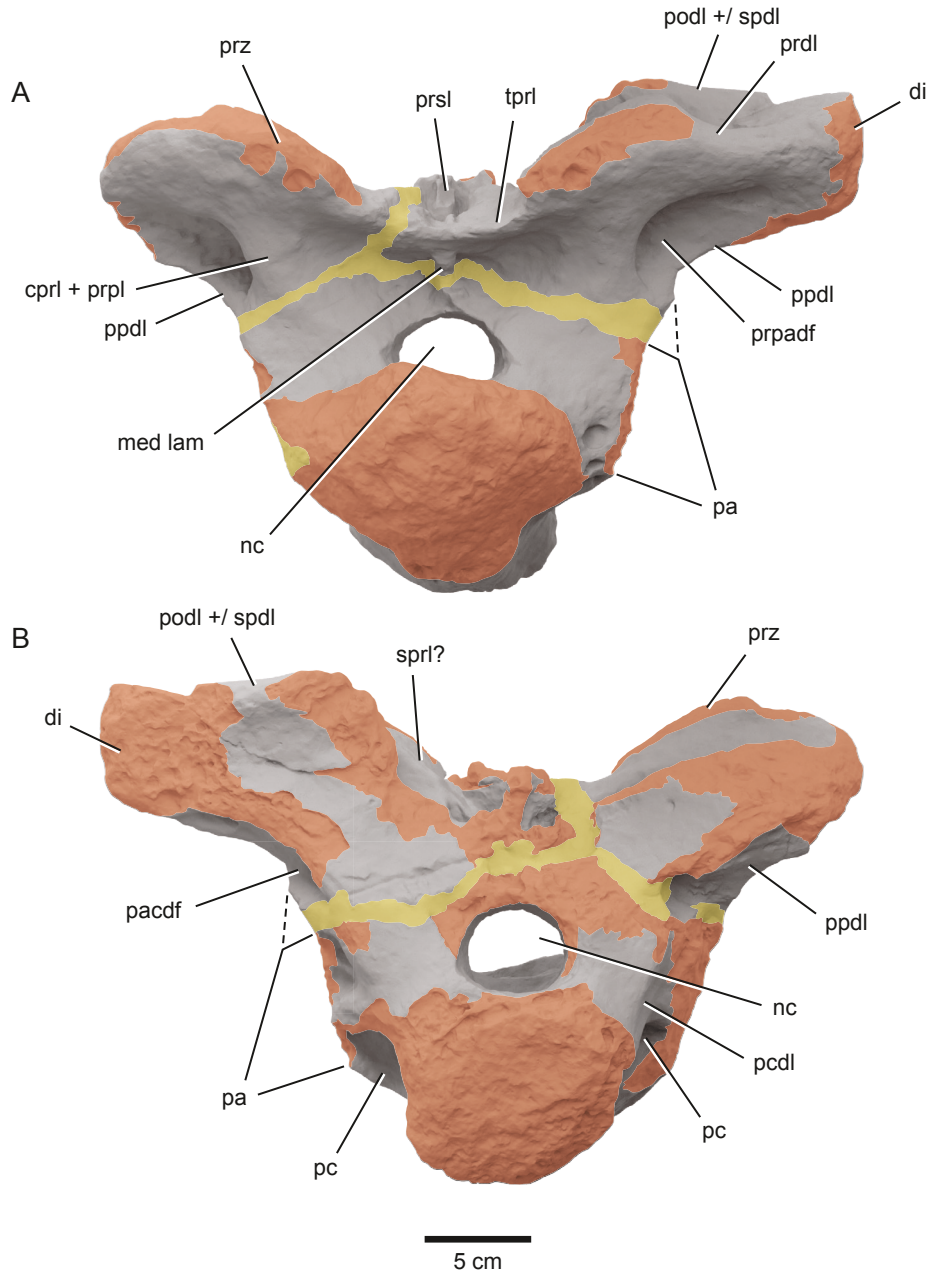 podl +/ spdl
prz
prdl
A
prsl
tprl
di
cprl + prpl
ppdl
ppdl
prpadf
med lam
pa
nc
podl +/ spdl
B
prz
sprl?
di
pacdf
ppdl
nc
pcdl
pa
pc
pc
5 cm